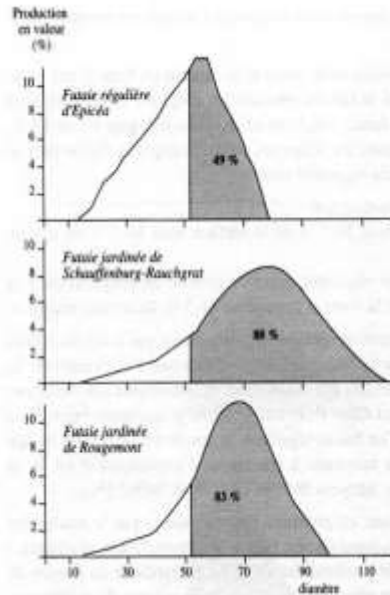 Production
en valeur
(%)
10
8
6
4
2
Futaie régulière
d'Epicéa
49 %
10
8
6
4
2
Futaie jardinée de
Schauffenburg-Rauchgrat
88 %
10
8
6
4
2
Futaie jardinée
de Rougemont
83 %
10
30
50
70
90
110
diamètre